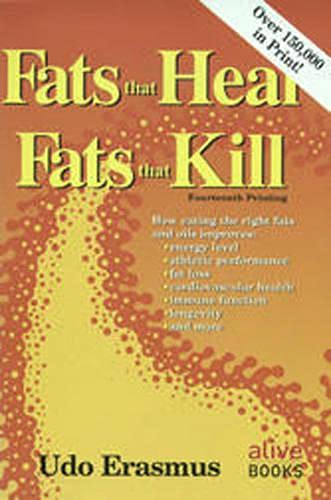 Over 150,000
in Print!
Fats that Heal
Fats that Kill
Fourteenth Printing
How eating the right fats
and oils improves:
•energy level
•athletic performance
•fat loss
•cardiovascular health
•immune function
•longevity
•and more
Udo Erasmus
alive
BOOKS